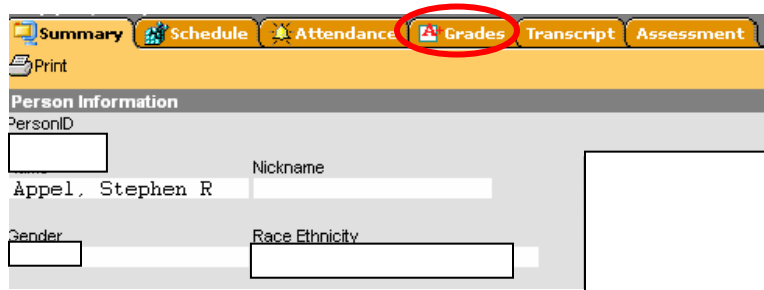 Summary Schedule Attendance Grades Transcript Assessment
Print
Person Information
PersonID
Nickname
Appel, Stephen R
Gender Race Ethnicity